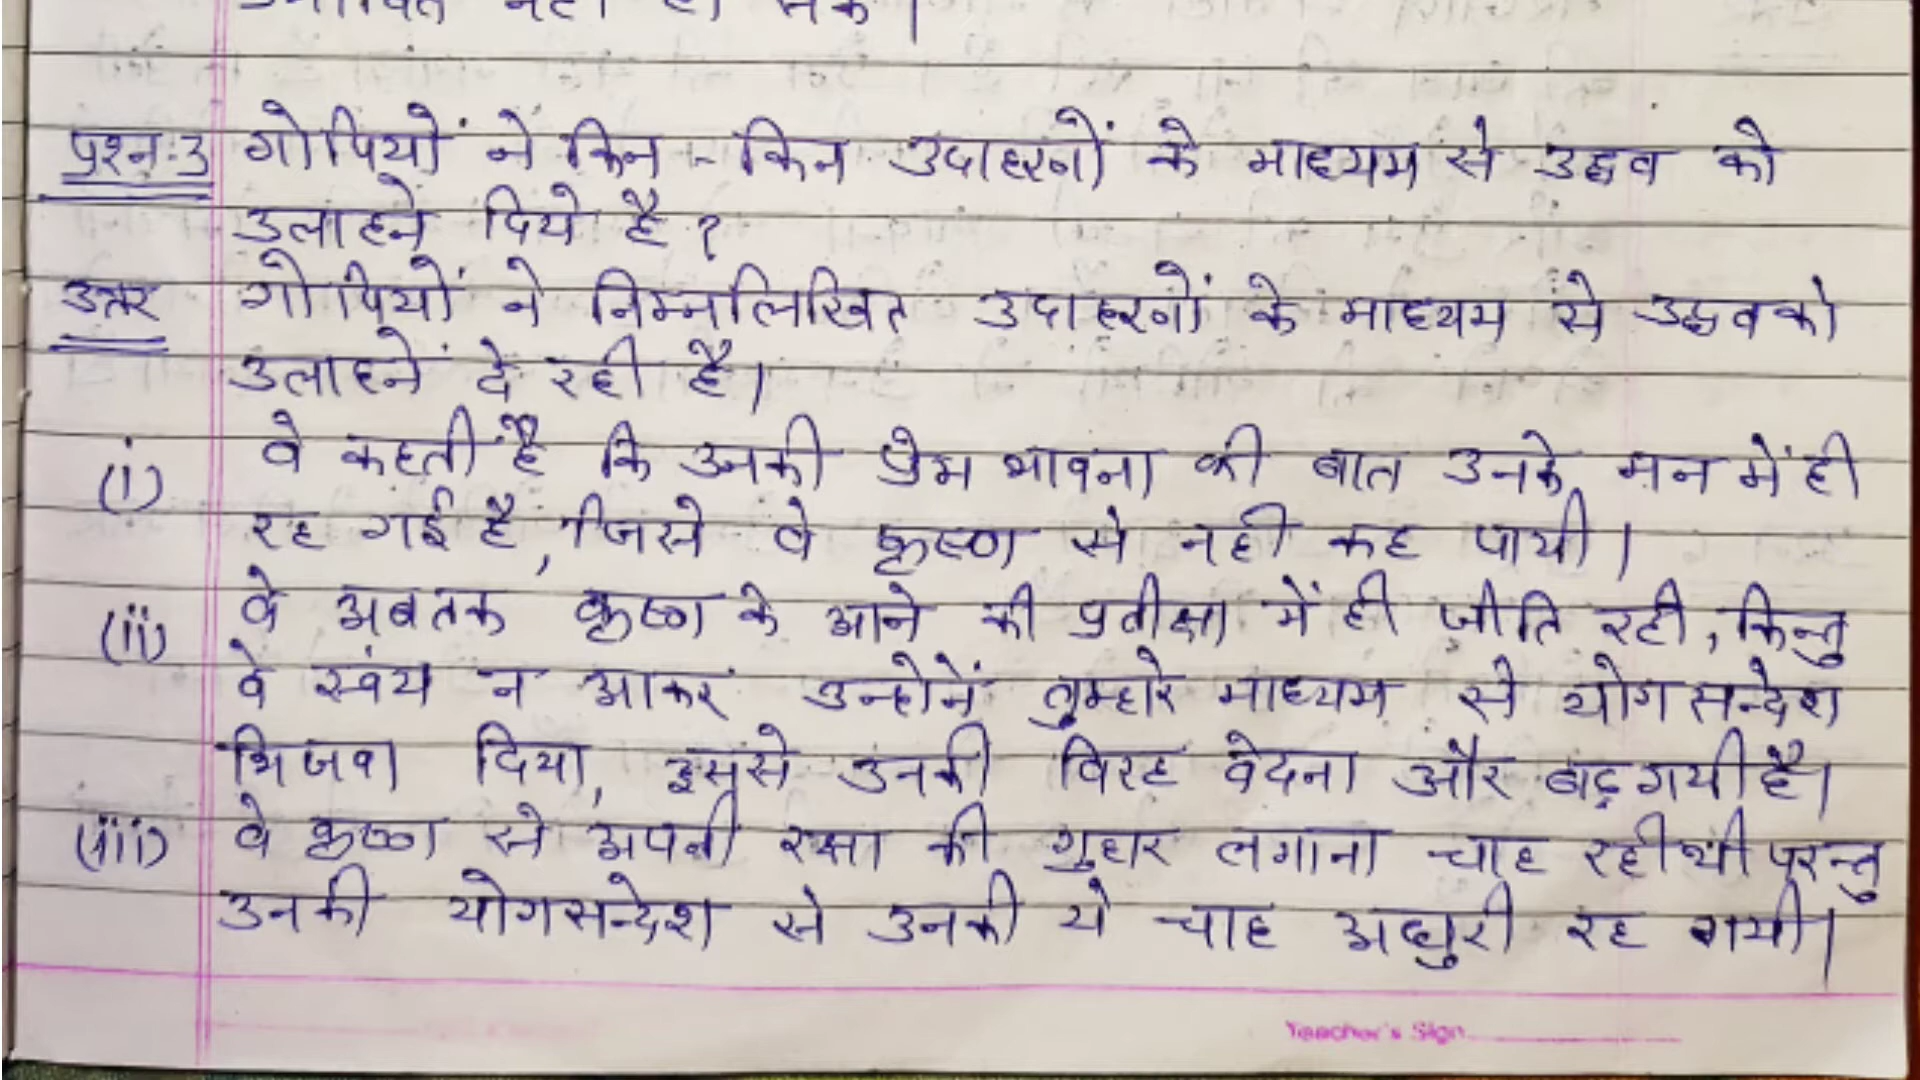 प्रश्न:3 गोपियों ने किन - किन उदाहरणों के माध्यम से उद्धव को
उलाहने दिये है ?
उत्तर गोपियों ने निम्नलिखित उदाहरणों के माध्यम से उद्धव को
उलाहनें दे रही है।
(i) वे कहती है कि उनकी प्रेम भावना की बात उनके मन में ही
रह गई है, जिसे वे कृष्ण से नही कह पायी।
(ii) वे अबतक कृष्ण के आने की प्रतीक्षा में ही जीति रही, किन्तु
वे स्वंय न आकर उन्होनें तुम्हारे माध्यम से योग सन्देश
भिजवा दिया, इससे उनकी विरह वेदना और बढ़ गयी है।
(iii) वे कृष्ण से अपनी रक्षा की गुहार लगाना चाह रही थी परन्तु
उनकी योगसन्देश से उनकी ये चाह अधुरी रह गयी।
Teacher's Sign